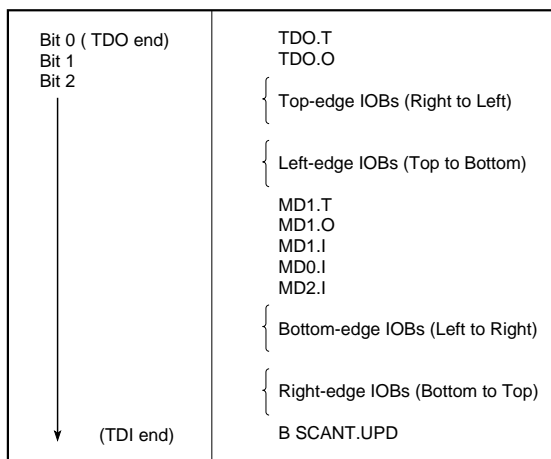 Bit 0 ( TDO end)
Bit 1
Bit 2
(TDI end)
TDO.T
TDO.O
Top-edge IOBs (Right to Left)
Left-edge IOBs (Top to Bottom)
MD1.T
MD1.O
MD1.I
MD0.I
MD2.I
Bottom-edge IOBs (Left to Right)
Right-edge IOBs (Bottom to Top)
B SCANT.UPD